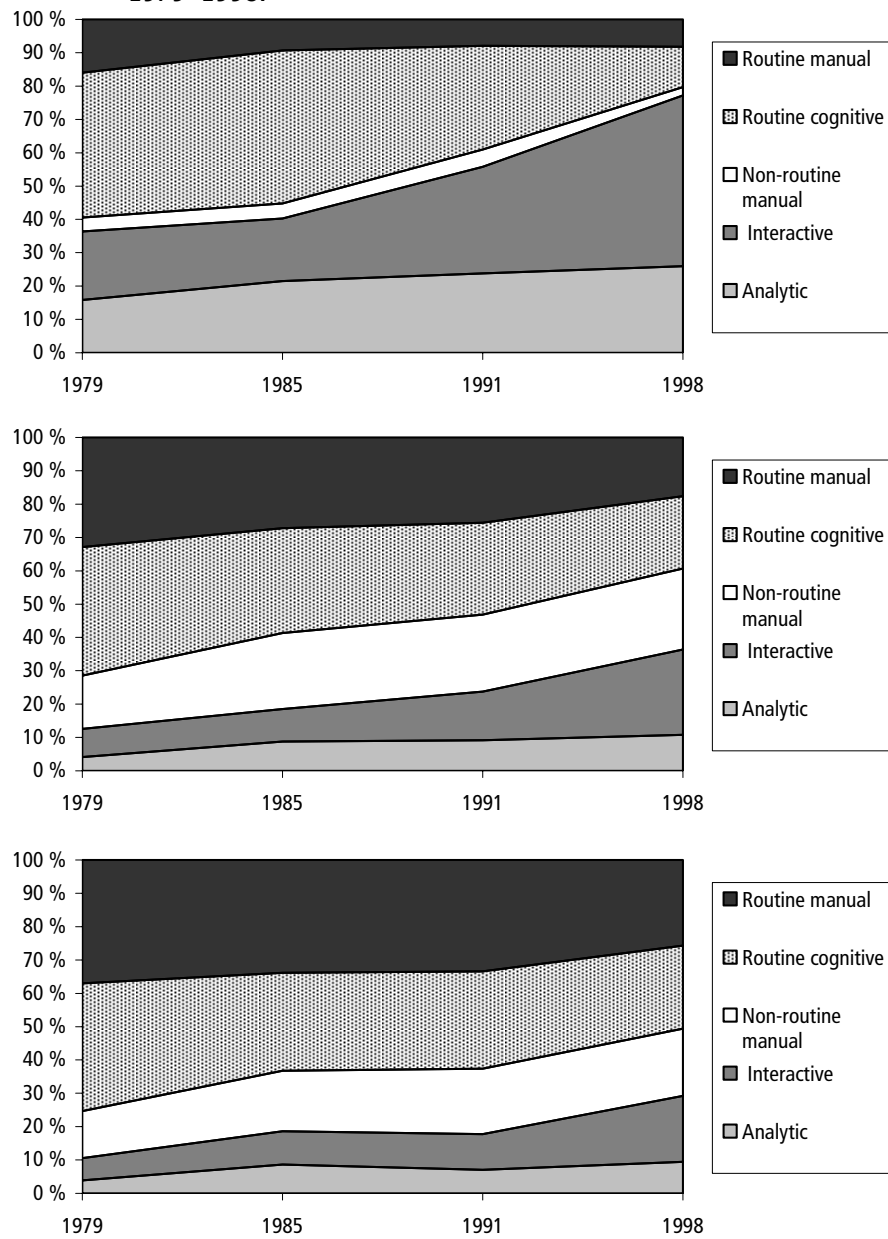 1979–1998.
100 %
90 %
80 %
70 %
60 %
50 %
40 %
30 %
20 %
10 %
0 %
1979 1985 1991 1998
Routine manual
Routine cognitive
Non-routine
manual
Interactive
Analytic
100 %
90 %
80 %
70 %
60 %
50 %
40 %
30 %
20 %
10 %
0 %
1979 1985 1991 1998
Routine manual
Routine cognitive
Non-routine
manual
Interactive
Analytic
100 %
90 %
80 %
70 %
60 %
50 %
40 %
30 %
20 %
10 %
0 %
1979 1985 1991 1998
Routine manual
Routine cognitive
Non-routine
manual
Interactive
Analytic